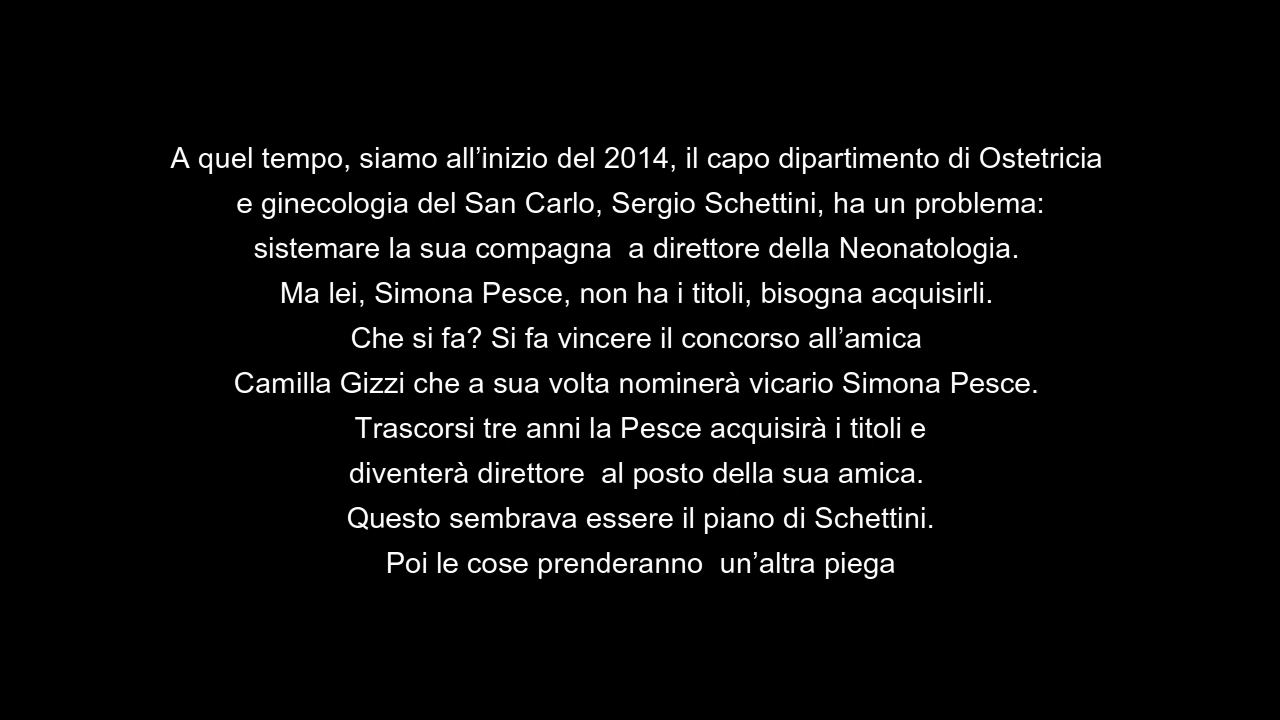 A quel tempo, siamo all’inizio del 2014, il capo dipartimento di Ostetricia
e ginecologia del San Carlo, Sergio Schettini, ha un problema:
sistemare la sua compagna  a direttore della Neonatologia.
Ma lei, Simona Pesce, non ha i titoli, bisogna acquisirli.
Che si fa? Si fa vincere il concorso all’amica
Camilla Gizzi che a sua volta nominerà vicario Simona Pesce.
Trascorsi tre anni la Pesce acquisirà i titoli e
diventerà direttore  al posto della sua amica.
Questo sembrava essere il piano di Schettini.
Poi le cose prenderanno  un’altra piega